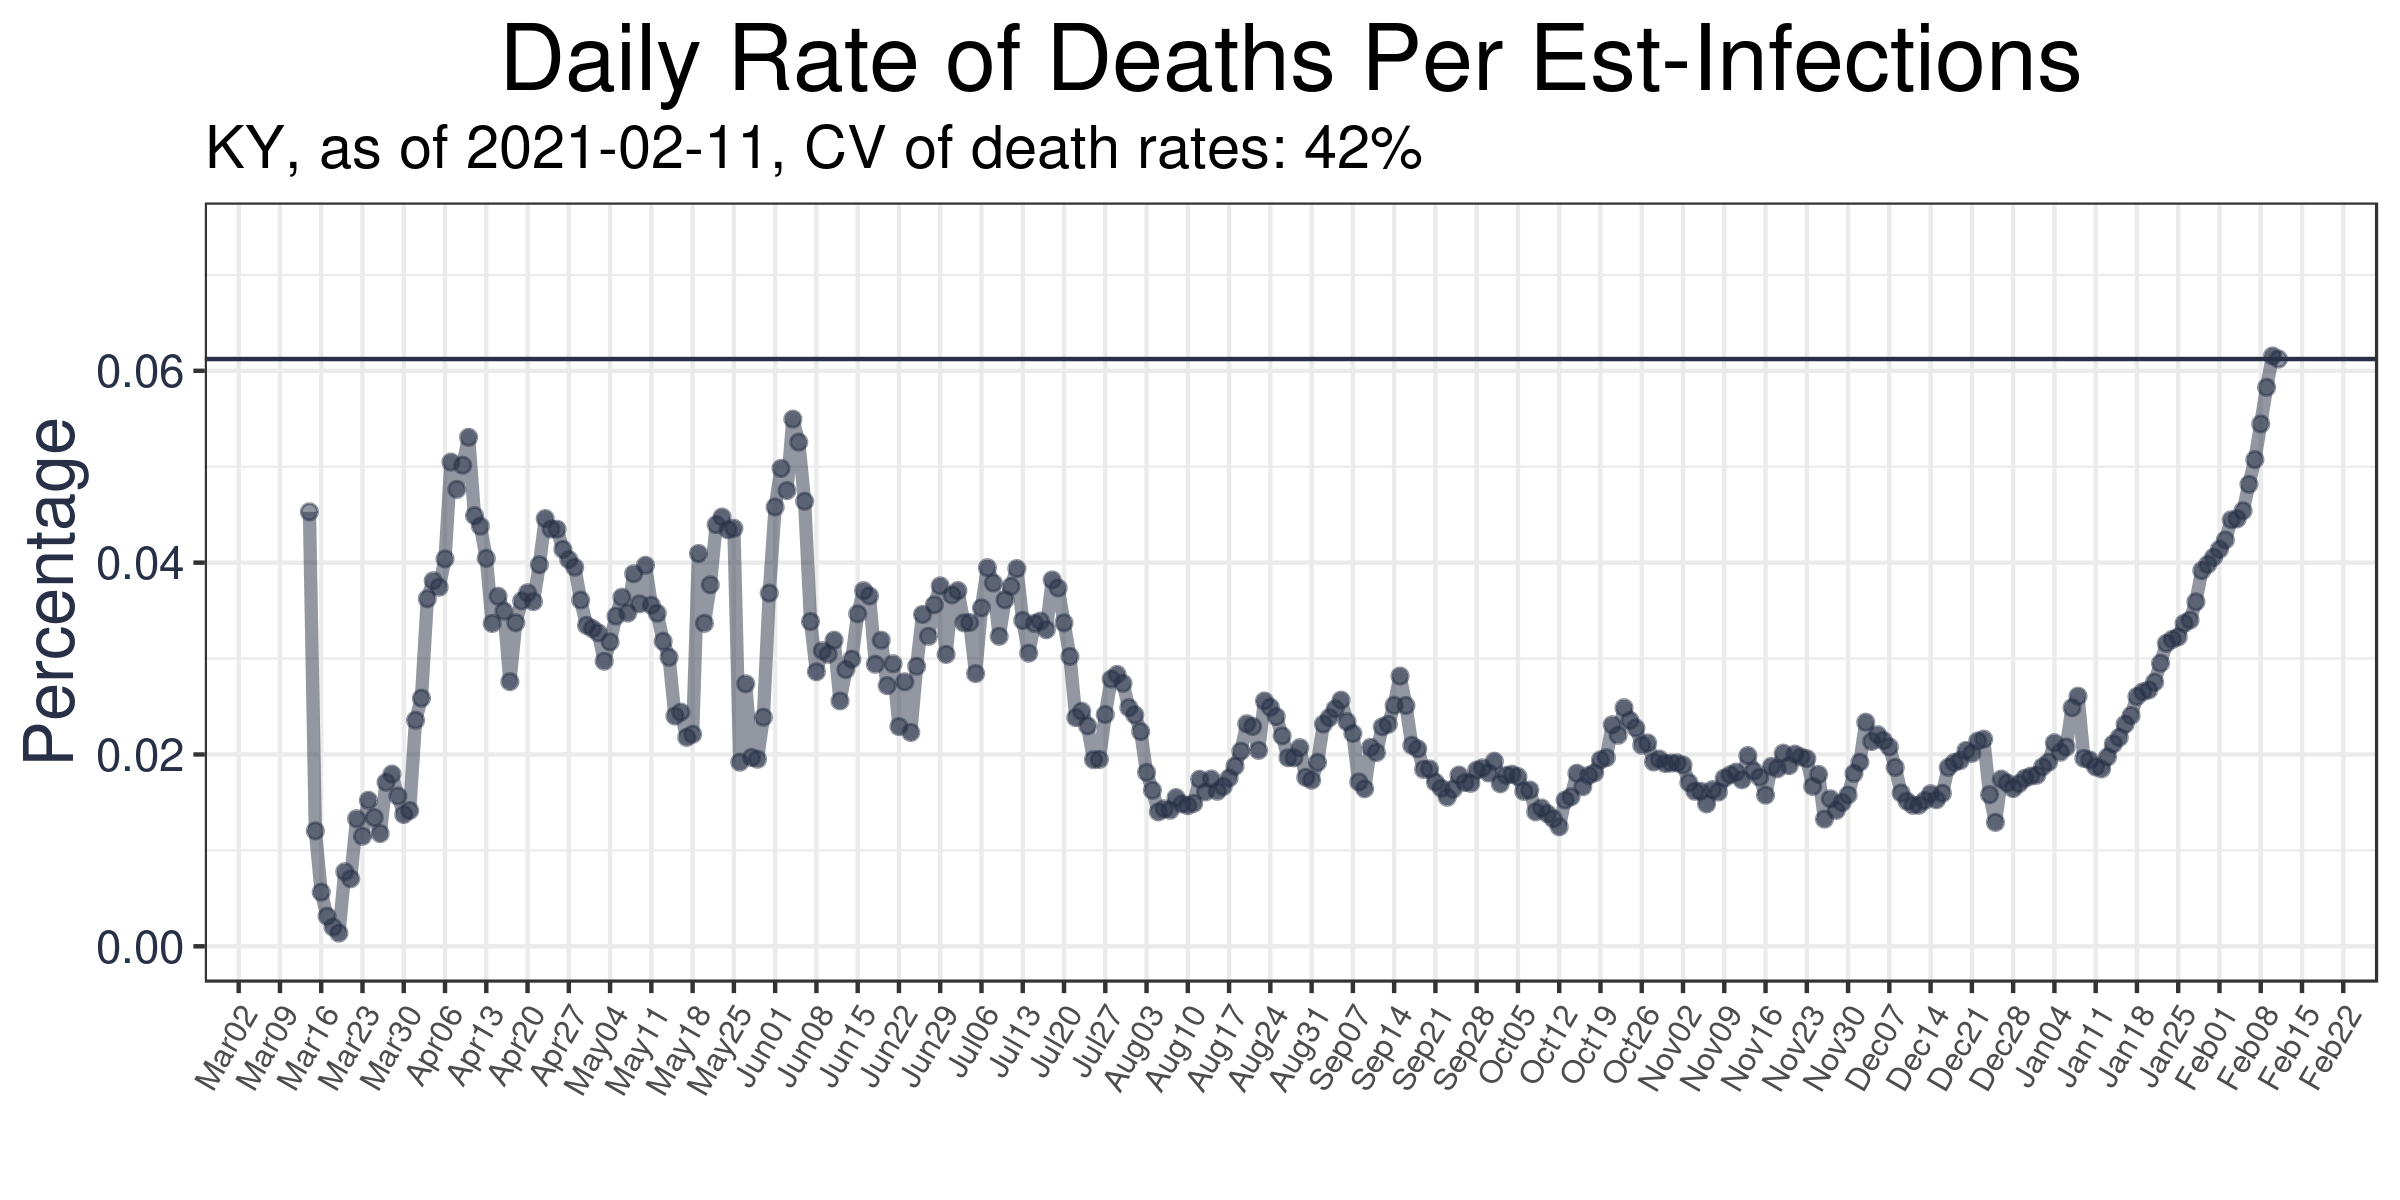 Daily Rate of Deaths Per Est-Infections
KY, as of 2021-02-11, CV of death rates: 42%
Percentage
0.06
0.04
0.02
0.00
Mar02 Mar09 Mar16 Mar23 Mar30 Apr06 Apr13 Apr20 Apr27 May04 May11 May18 May25 Jun01 Jun08 Jun15 Jun22 Jun29 Jul06 Jul13 Jul20 Jul27 Aug03 Aug10 Aug17 Aug24 Aug31 Sep07 Sep14 Sep21 Sep28 Oct05 Oct12 Oct19 Oct26 Nov02 Nov09 Nov16 Nov23 Nov30 Dec07 Dec14 Dec21 Dec28 Jan04 Jan11 Jan18 Jan25 Feb01 Feb08 Feb15 Feb22